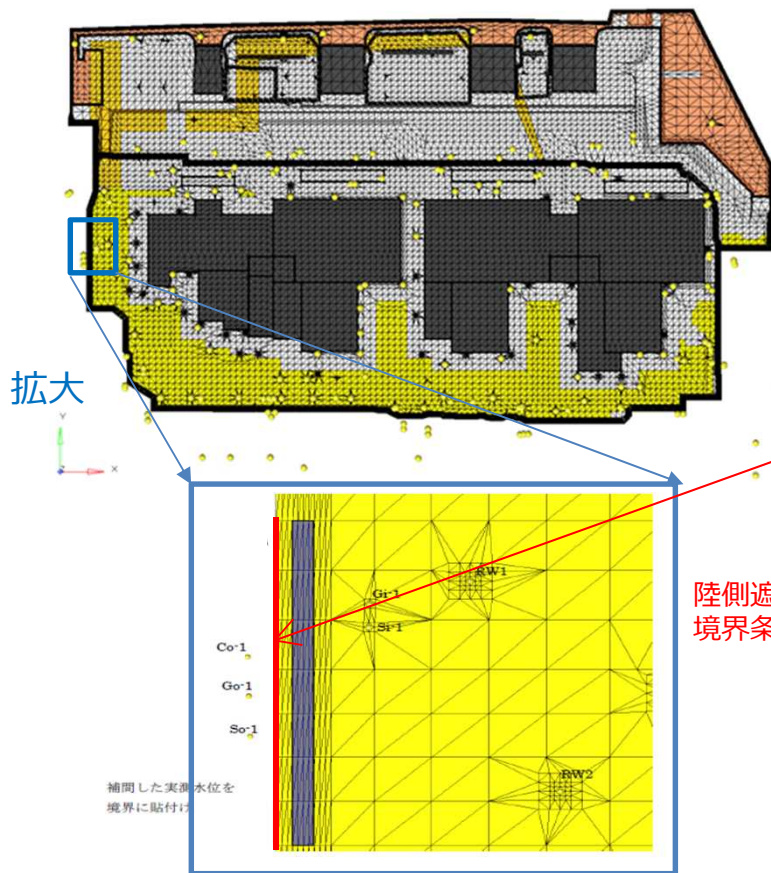 拡大
Y
X
RW1
Gi-1
Si-1
Co-1
Go-1
So-1
RW2
補間した実測水位を
境界に貼付け
陸側遮
境界条